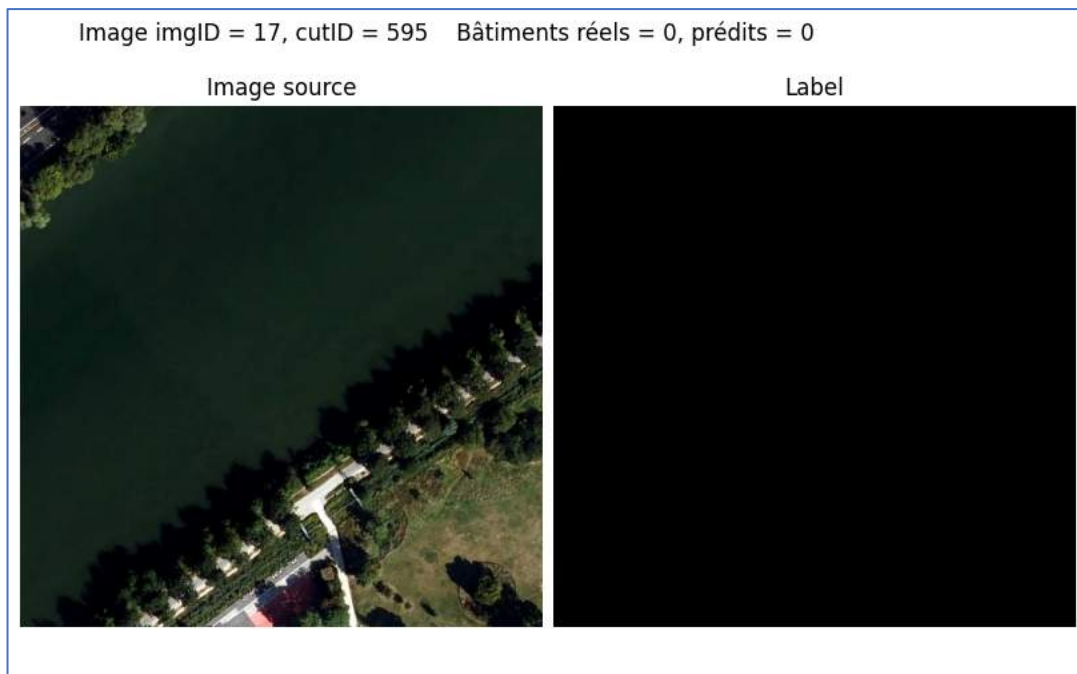 Image imgID = 17, cutID = 595    Bâtiments réels = 0, prédits = 0
Image source
Label